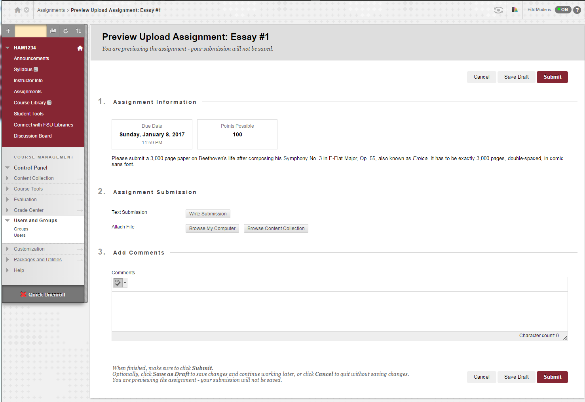 Assignments > Preview Upload Assignment: Essay #1
Edit Mode is: ON ?
HAW1214
Announcements
Syllabus
Instructor Info
Assignments
Course Library
Student Tools
Connect with FSU Libraries
Discussion Board
COURSE MANAGEMENT
Control Panel
Content Collection
Course Tools
Evaluation
Grade Center
Users and Groups
Groups
Users
Customization
Packages and Utilities
Help
Quick Unenroll
Preview Upload Assignment: Essay #1
You are previewing the assignment - your submission will not be saved.
Cancel Save Draft Submit
1. Assignment Information
Due Date
Sunday, January 8, 2017
11:59 PM
Points Possible
100
Please submit a 3,000 page paper on Beethoven's life after composing his Symphony No. 3 in E-Flat Major, Op. 55, also known as Eroica. It has to be exactly 3,000 pages, double-spaced, in comic
sans font.
2. Assignment Submission
Text Submission Write Submission
Attach File Browse My Computer Browse Content Collection
3. Add Comments
Comments
Character count: 0
When finished, make sure to click Submit.
Optionally, click Save as Draft to save changes and continue working later, or click Cancel to quit without saving changes.
You are previewing the assignment - your submission will not be saved.
Cancel Save Draft Submit